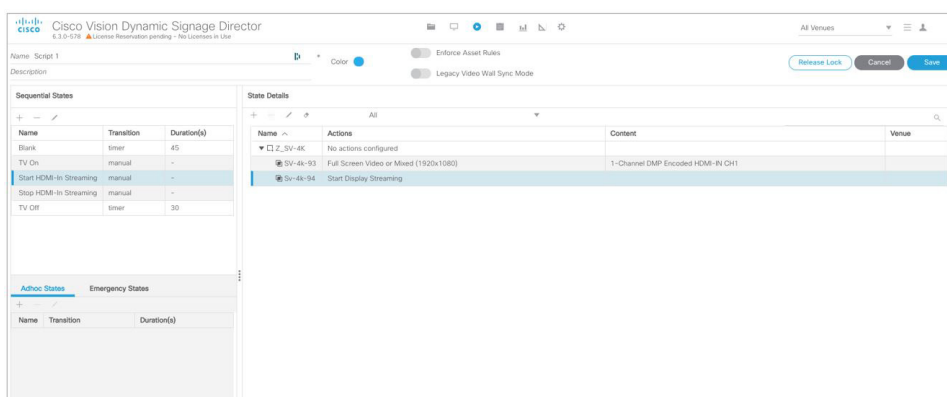 CISCO
Cisco Vision Dynamic Signage Director
6.3.0-578 License Reservation pending - No Licenses in Use
All Venues
Name Script 1 * Color
Enforce Asset Rules
Description
Legacy Video Wall Sync Mode
Release Lock Cancel Save
Sequential States
+ -
Name Transition Duration(s)
Blank timer 45
TV On manual -
Start HDMI-In Streaming manual -
Stop HDMI-In Streaming manual -
TV Off timer 30
Adhoc States Emergency States
+ -
Name Transition Duration(s)
State Details
+ - All
Name Actions Content Venue
Z_SV-4K No actions configured
SV-4k-93 Full Screen Video or Mixed (1920x1080) 1-Channel DMP Encoded HDMI-IN CH1
Sv-4k-94 Start Display Streaming